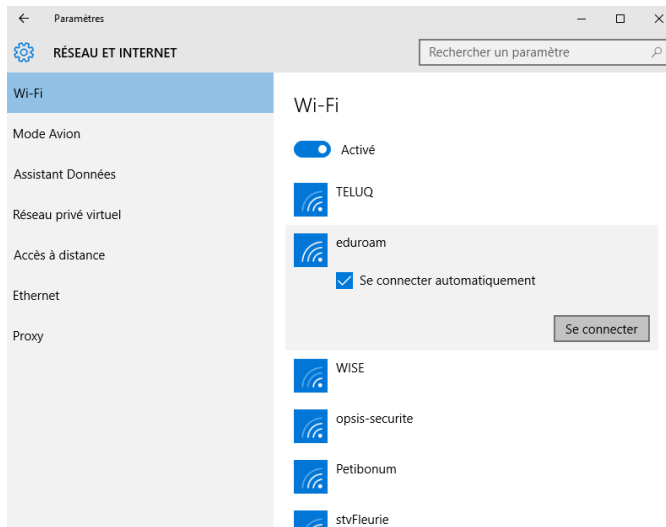 Paramètres
RÉSEAU ET INTERNET
Rechercher un paramètre
Wi-Fi
Mode Avion
Assistant Données
Réseau privé virtuel
Accès à distance
Ethernet
Proxy
Wi-Fi
Activé
TELUQ
eduroam
Se connecter automatiquement
Se connecter
WISE
opsis-securite
Petibonum
styFleurie